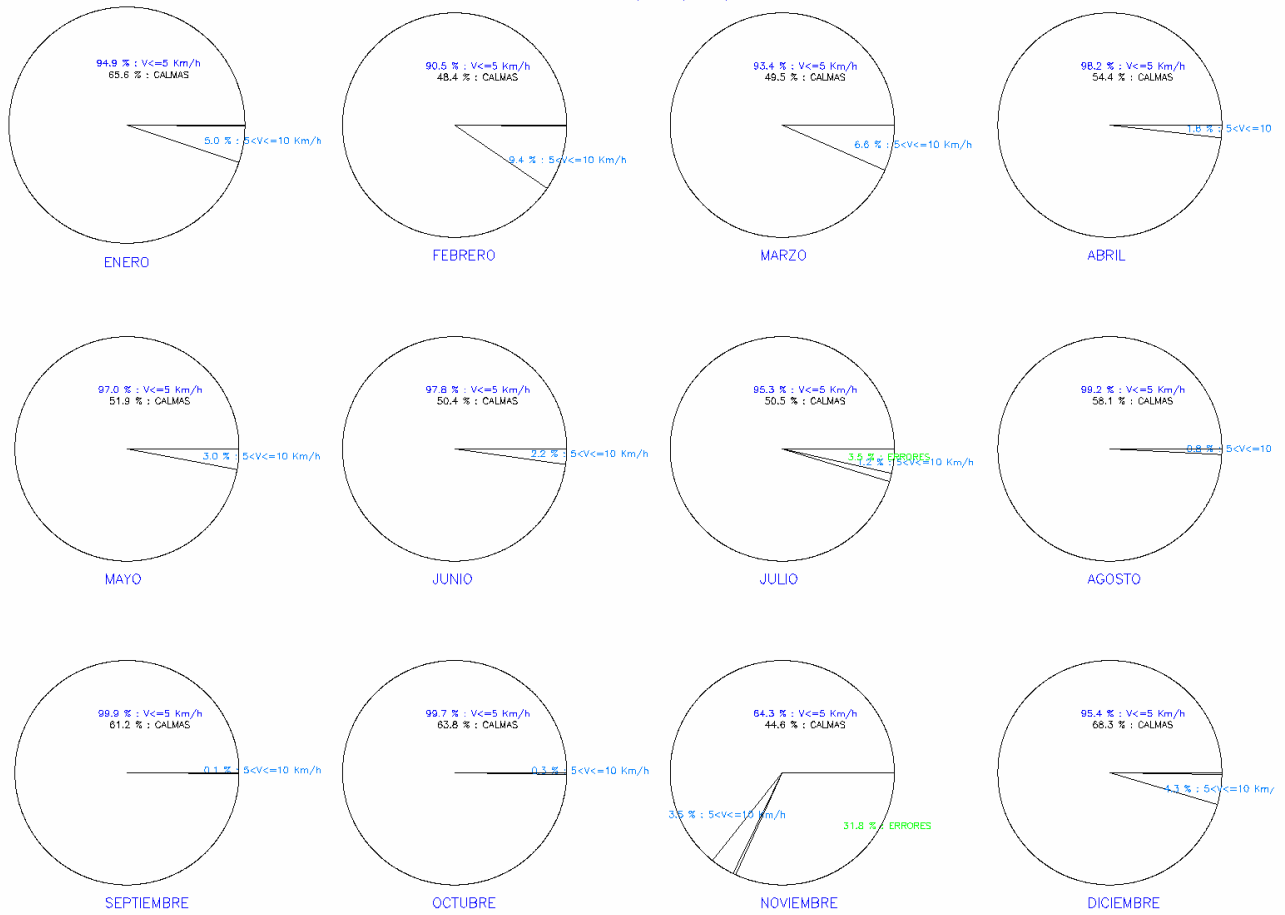 94.9 % : V<=5 Km/h
65.6 % : CALMAS
5.0 % : 5<V<=10 Km/h
ENERO
90.5 % : V<=5 Km/h
48.4 % : CALMAS
9.4 % : 5<V<=10 Km/h
FEBRERO
93.4 % : V<=5 Km/h
49.5 % : CALMAS
6.6 % : 5<V<=10 Km/h
MARZO
98.2 % : V<=5 Km/h
54.4 % : CALMAS
1.8 % : 5<V<=10
ABRIL
97.0 % : V<=5 Km/h
51.9 % : CALMAS
3.0 % : 5<V<=10 Km/h
MAYO
97.8 % : V<=5 Km/h
50.4 % : CALMAS
2.2 % : 5<V<=10 Km/h
JUNIO
95.3 % : V<=5 Km/h
50.5 % : CALMAS
3.5 % : ERRORES
1.2 % : 5<V<=10 Km/h
JULIO
99.2 % : V<=5 Km/h
58.1 % : CALMAS
0.8 % : 5<V<=10
AGOSTO
99.9 % : V<=5 Km/h
61.2 % : CALMAS
0.1 % : 5<V<=10 Km/h
SEPTIEMBRE
99.7 % : V<=5 Km/h
63.8 % : CALMAS
0.3 % : 5<V<=10 Km/h
OCTUBRE
64.3 % : V<=5 Km/h
44.6 % : CALMAS
3.5 % : 5<V<=10 Km/h
31.8 % : ERRORES
NOVIEMBRE
95.4 % : V<=5 Km/h
68.3 % : CALMAS
4.3 % : 5<V<=10 Km/
DICIEMBRE